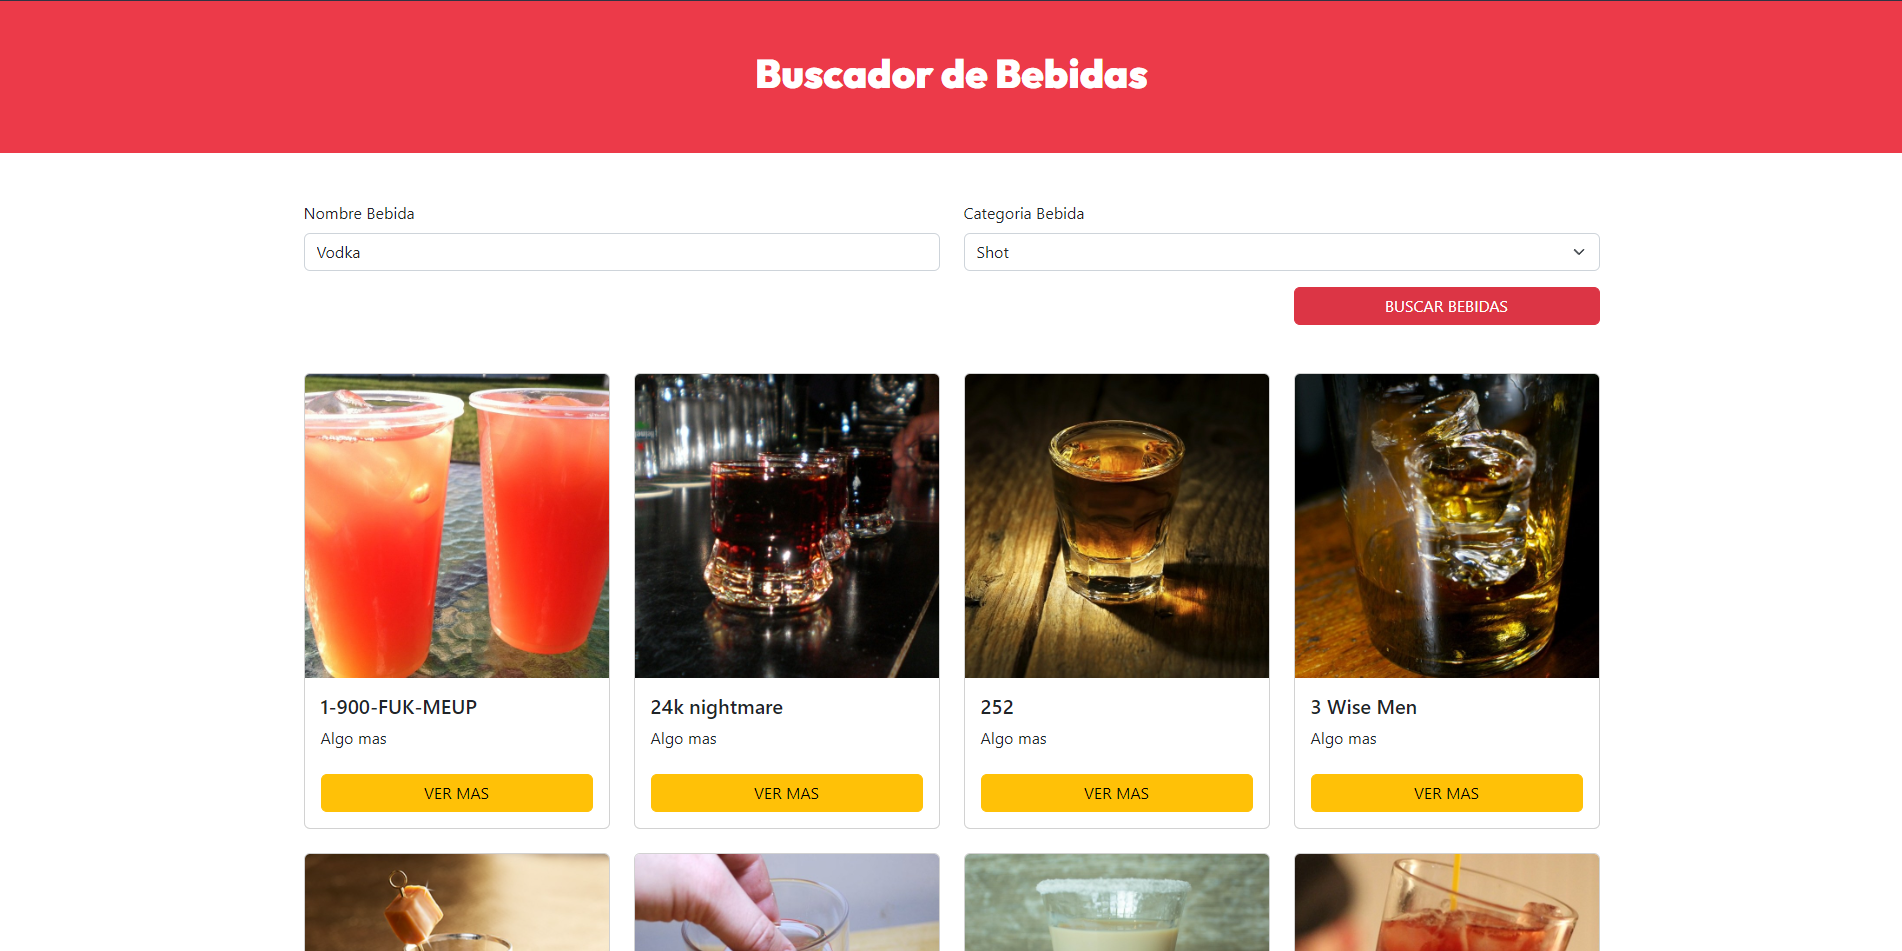 Buscador de Bebidas
Nombre Bebida
Vodka
Categoria Bebida
Shot
BUSCAR BEBIDAS
1-900-FUK-MEUP
Algo mas
VER MAS
24k nightmare
Algo mas
VER MAS
252
Algo mas
VER MAS
3 Wise Men
Algo mas
VER MAS